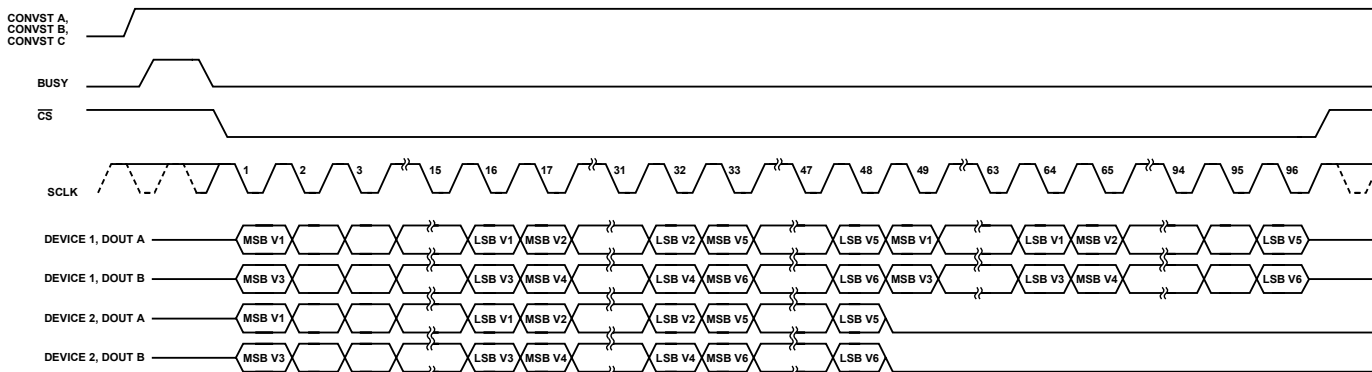 CONVST A,
CONVST B,
CONVST C
BUSY
CS
SCLK
1 2 3 15 16 17 31 32 33 47 48 49 63 64 65 94 95 96
DEVICE 1, DOUT A MSB V1 LSB V1 MSB V2 LSB V2 MSB V5 LSB V5 MSB V1 LSB V1 MSB V2 LSB V5
DEVICE 1, DOUT B MSB V3 LSB V3 MSB V4 LSB V4 MSB V6 LSB V6 MSB V3 LSB V3 MSB V4 LSB V6
DEVICE 2, DOUT A MSB V1 LSB V1 MSB V2 LSB V2 MSB V5 LSB V5
DEVICE 2, DOUT B MSB V3 LSB V3 MSB V4 LSB V4 MSB V6 LSB V6